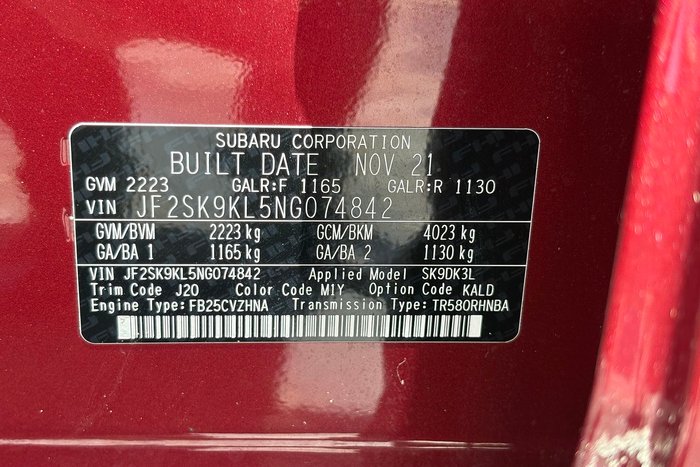 SUBARU CORPORATION
BUILT DATE NOV 21
GVM 2223 GALR:F 1165 GALR:R 1130
VIN JF2SK9KL5NG074842
GVM/BVM 2223 kg GCM/BKM 4023 kg
GA/BA 1 1165 kg GA/BA 2 1130 kg
VIN JF2SK9KL5NG074842 Applied Model SK9DK3L
Trim Code J20 Color Code M1Y Option Code KALD
Engine Type: FB25CVZHNA Transmission Type: TR580RHNBA